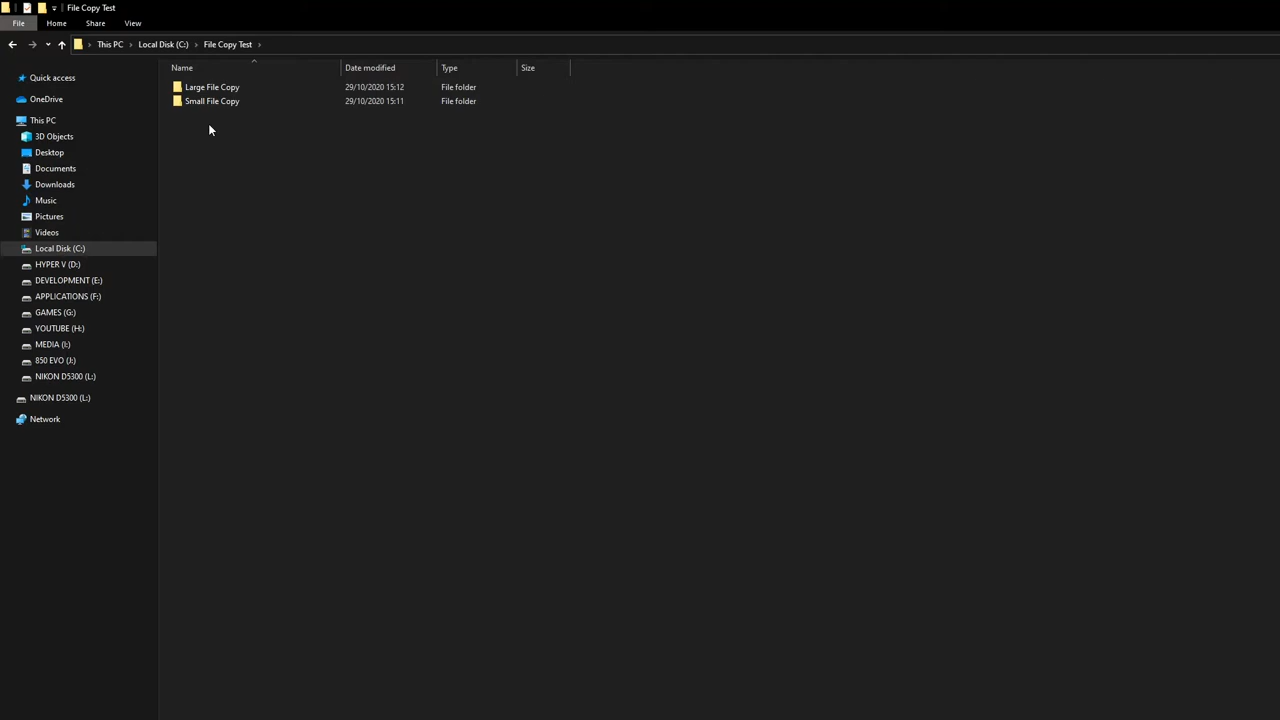 File Copy Test
File Home Share View
This PC Local Disk (C:) File Copy Test
Name Date modified Type Size
Large File Copy 29/10/2020 15:12 File folder
Small File Copy 29/10/2020 15:11 File folder
Quick access
OneDrive
This PC
3D Objects
Desktop
Documents
Downloads
Music
Pictures
Videos
Local Disk (C:)
HYPER V (D:)
DEVELOPMENT (E:)
APPLICATIONS (F:)
GAMES (G:)
YOUTUBE (H:)
MEDIA (I:)
850 EVO (J:)
NIKON D5300 (L:)
NIKON D5300 (L:)
Network